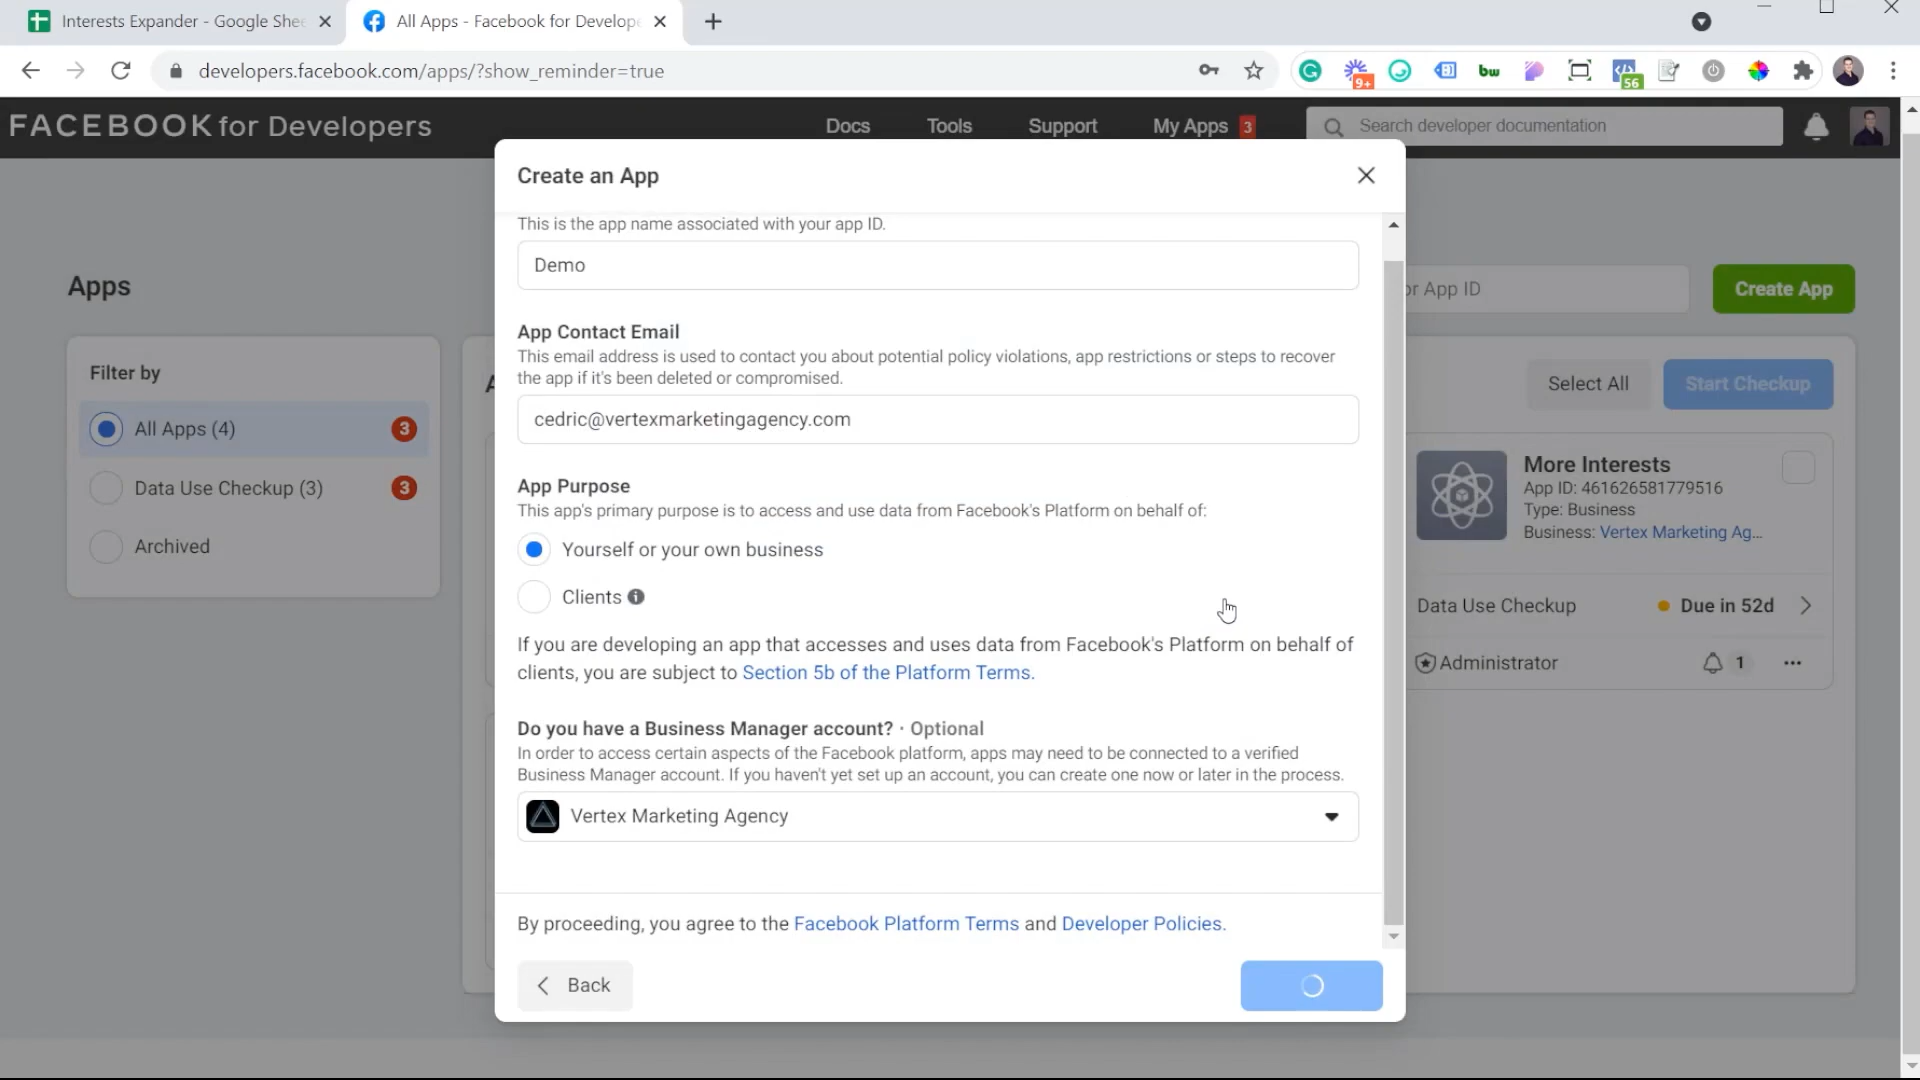 Interests Expander - Google Shee
All Apps - Facebook for Develop
developers.facebook.com/apps/?show_reminder=true
9+
bw
56
FACEBOOK for Developers
Docs
Tools
Support
My Apps 3
Search developer documentation
Create an App
This is the app name associated with your app ID.
Demo
Apps
or App ID
Create App
App Contact Email
This email address is used to contact you about potential policy violations, app restrictions or steps to recover
the app if it's been deleted or compromised.
cedric@vertexmarketingagency.com
Filter by
All Apps (4) 3
Data Use Checkup (3) 3
Archived
A
Select All
Start Checkup
App Purpose
This app's primary purpose is to access and use data from Facebook's Platform on behalf of:
Yourself or your own business
Clients
If you are developing an app that accesses and uses data from Facebook's Platform on behalf of
clients, you are subject to Section 5b of the Platform Terms.
More Interests
App ID: 461626581779516
Type: Business
Business: Vertex Marketing Ag...
Data Use Checkup
Due in 52d
Administrator
1
Do you have a Business Manager account? · Optional
In order to access certain aspects of the Facebook platform, apps may need to be connected to a verified
Business Manager account. If you haven't yet set up an account, you can create one now or later in the process.
Vertex Marketing Agency
By proceeding, you agree to the Facebook Platform Terms and Developer Policies.
Back